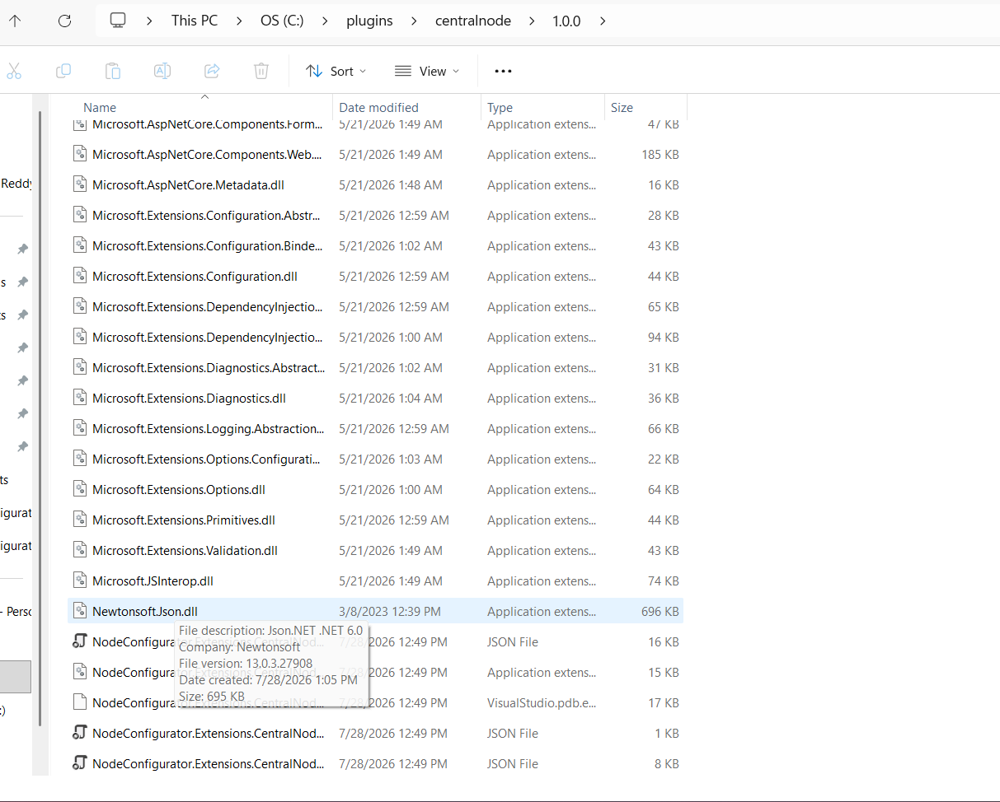 This PC > OS (C:) > plugins > centralnode > 1.0.0 >
Sort View
Name Date modified Type Size
Microsoft.AspNetCore.Components.Form... 5/21/2026 1:49 AM Application extens... 47 KB
Microsoft.AspNetCore.Components.Web.... 5/21/2026 1:49 AM Application extens... 185 KB
Reddy
Microsoft.AspNetCore.Metadata.dll 5/21/2026 1:48 AM Application extens... 16 KB
Microsoft.Extensions.Configuration.Abstr... 5/21/2026 12:59 AM Application extens... 28 KB
Microsoft.Extensions.Configuration.Binde... 5/21/2026 1:02 AM Application extens... 43 KB
s
Microsoft.Extensions.Configuration.dll 5/21/2026 12:59 AM Application extens... 44 KB
ts
Microsoft.Extensions.DependencyInjectio... 5/21/2026 12:59 AM Application extens... 65 KB
Microsoft.Extensions.DependencyInjectio... 5/21/2026 1:00 AM Application extens... 94 KB
Microsoft.Extensions.Diagnostics.Abstract... 5/21/2026 1:02 AM Application extens... 31 KB
Microsoft.Extensions.Diagnostics.dll 5/21/2026 1:04 AM Application extens... 36 KB
Microsoft.Extensions.Logging.Abstraction... 5/21/2026 12:59 AM Application extens... 66 KB
Microsoft.Extensions.Options.Configurati... 5/21/2026 1:03 AM Application extens... 22 KB
ts
Microsoft.Extensions.Options.dll 5/21/2026 1:00 AM Application extens... 64 KB
igurat
Microsoft.Extensions.Primitives.dll 5/21/2026 12:59 AM Application extens... 44 KB
igurat
Microsoft.Extensions.Validation.dll 5/21/2026 1:49 AM Application extens... 43 KB
Microsoft.JSInterop.dll 5/21/2026 1:49 AM Application extens... 74 KB
- Perso
Newtonsoft.Json.dll 3/8/2023 12:39 PM Application extens... 696 KB
File description: Json.NET .NET 6.0
Company: Newtonsoft
File version: 13.0.3.27908
Date created: 7/28/2026 1:05 PM
Size: 695 KB
NodeConfigurator.Extensions.CentralNod... 7/28/2026 12:49 PM JSON File 16 KB
NodeConfigurator.Extensions.CentralNod... 7/28/2026 12:49 PM Application extens... 15 KB
NodeConfigurator.Extensions.CentralNod... 7/28/2026 12:49 PM VisualStudio.pdb.e... 17 KB
:)
NodeConfigurator.Extensions.CentralNod... 7/28/2026 12:49 PM JSON File 1 KB
NodeConfigurator.Extensions.CentralNod... 7/28/2026 12:49 PM JSON File 8 KB